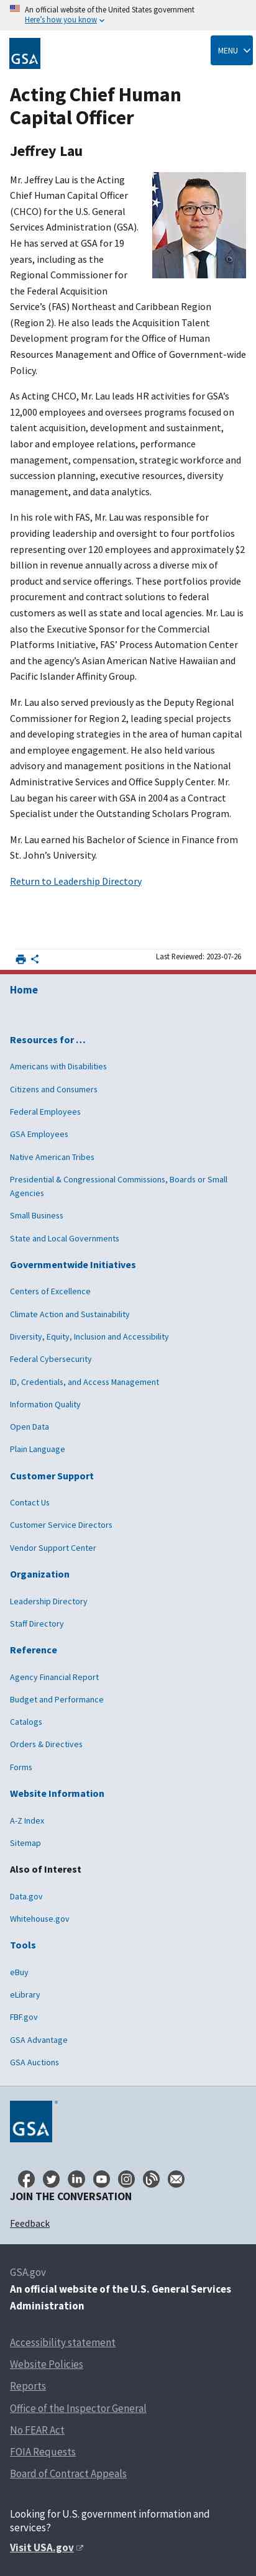 An official website of the United States government
Here's how you know
GSA
MENU
Acting Chief Human
Capital Officer
Jeffrey Lau
Mr. Jeffrey Lau is the Acting
Chief Human Capital Officer
(CHCO) for the U.S. General
Services Administration (GSA).
He has served at GSA for 19
years, including as the
Regional Commissioner for
the Federal Acquisition
Service's (FAS) Northeast and Caribbean Region
(Region 2). He also leads the Acquisition Talent
Development program for the Office of Human
Resources Management and Office of Government-wide
Policy.
As Acting CHCO, Mr. Lau leads HR activities for GSA's
12,000 employees and oversees programs focused on
talent acquisition, development and sustainment,
labor and employee relations, performance
management, compensation, strategic workforce and
succession planning, executive resources, diversity
management, and data analytics.
In his role with FAS, Mr. Lau was responsible for
providing leadership and oversight to four major
portfolios representing over 120 employees and approximately $2
billion in revenue annually across a diverse mix of
product and service offerings. These portfolios provide
procurement and contract solutions to federal
customers as well as state and local agencies. Mr. Lau is
also the Executive Sponsor for the Commercial
Platforms Initiative, FAS' Process Automation Center
and the agency's Asian American Native Hawaiian and
Pacific Islander Affinity Group.
Mr. Lau also served previously as the Deputy Regional
Commissioner for Region 2, leading special projects
and developing strategies in the area of human capital
and employee engagement. He also held various
advisory and management positions in the National
Administrative Services and Office Supply Center. Mr.
Lau began his career with GSA in 2004 as a Contract
Specialist under the Outstanding Scholars Program.
Mr. Lau earned his Bachelor of Science in Finance from
St. John's University.
Return to Leadership Directory
Last Reviewed: 2023-07-26
Home
Resources for …
Americans with Disabilities
Citizens and Consumers
Federal Employees
GSA Employees
Native American Tribes
Presidential & Congressional Commissions, Boards or Small
Agencies
Small Business
State and Local Governments
Governmentwide Initiatives
Centers of Excellence
Climate Action and Sustainability
Diversity, Equity, Inclusion and Accessibility
Federal Cybersecurity
ID, Credentials, and Access Management
Information Quality
Open Data
Plain Language
Customer Support
Contact Us
Customer Service Directors
Vendor Support Center
Organization
Leadership Directory
Staff Directory
Reference
Agency Financial Report
Budget and Performance
Catalogs
Orders & Directives
Forms
Website Information
A-Z Index
Sitemap
Also of Interest
Data.gov
Whitehouse.gov
Tools
eBuy
eLibrary
FBF.gov
GSA Advantage
GSA Auctions
GSA
JOIN THE CONVERSATION
Feedback
GSA.gov
An official website of the U.S. General Services
Administration
Accessibility statement
Website Policies
Reports
Office of the Inspector General
No FEAR Act
FOIA Requests
Board of Contract Appeals
Looking for U.S. government information and
services?
Visit USA.gov